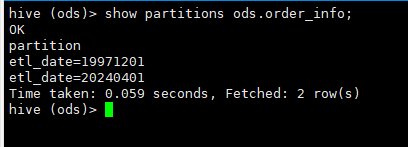 hive (ods)> show partitions ods.order_info;
OK
partition
etl_date=19971201
etl_date=20240401
Time taken: 0.059 seconds, Fetched: 2 row(s)
hive (ods)>